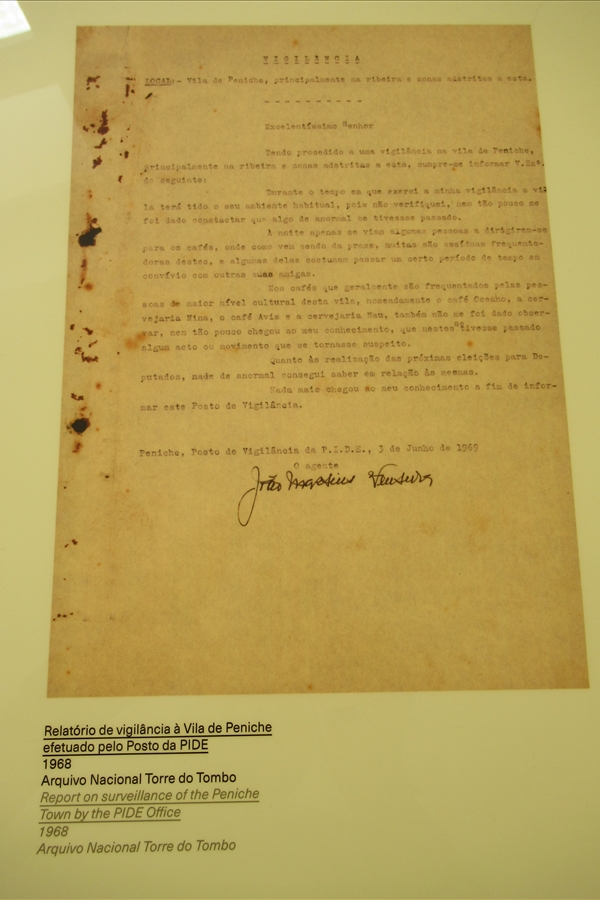 VIGILÂNCIA
LOCAL:- Vila de Peniche, principalmente na ribeira e zonas adstritas a esta.
- - - - - - - - - -
Excelentíssimo Senhor
Tendo procedido a uma vigilância na vila de Peniche,
principalmente na ribeira e zonas adstritas a esta, cumpre-me informar V.Exª.
do seguinte:
Durante o tempo em que exerci a minha vigilância a vi-
la terá tido o seu ambiente habitual, pois não verifiquei, nem tão pouco me
foi dado constactar que algo de anormal se tivesse passado.
À noite apenas se viam algumas pessoas a dirigirem-se
para os cafés, onde como vem sendo da praxe, muitas são assíduas frequenta-
doras destes, e algumas delas costumam passar um certo período de tempo em
convívio com outras suas amigas.
Nos cafés que geralmente são frequentados pelas pes-
soas de maior nível cultural desta vila, nomeadamente o café Oceano, a cer-
vejaria Nina, o café Aviz e a cervejaria Nau, também não me foi dado obser-
var, nem tão pouco chegou ao meu conhecimento, que nestes se tivesse passado
algum acto ou movimento que se tornasse suspeito.
Quanto às realização das próximas eleições para De-
putados, nada de anormal consegui saber em relação às mesmas.
Nada mais chegou ao meu conhecimento a fim de infor-
mar este Posto de Vigilância.
Peniche, Posto de Vigilância da P.I.D.E., 3 de Junho de 1969
O agente
João
Relatório de vigilância à Vila de Peniche
efetuado pelo Posto da PIDE
1968
Arquivo Nacional Torre do Tombo
Report on surveillance of the Peniche
Town by the PIDE Office
1968
Arquivo Nacional Torre do Tombo